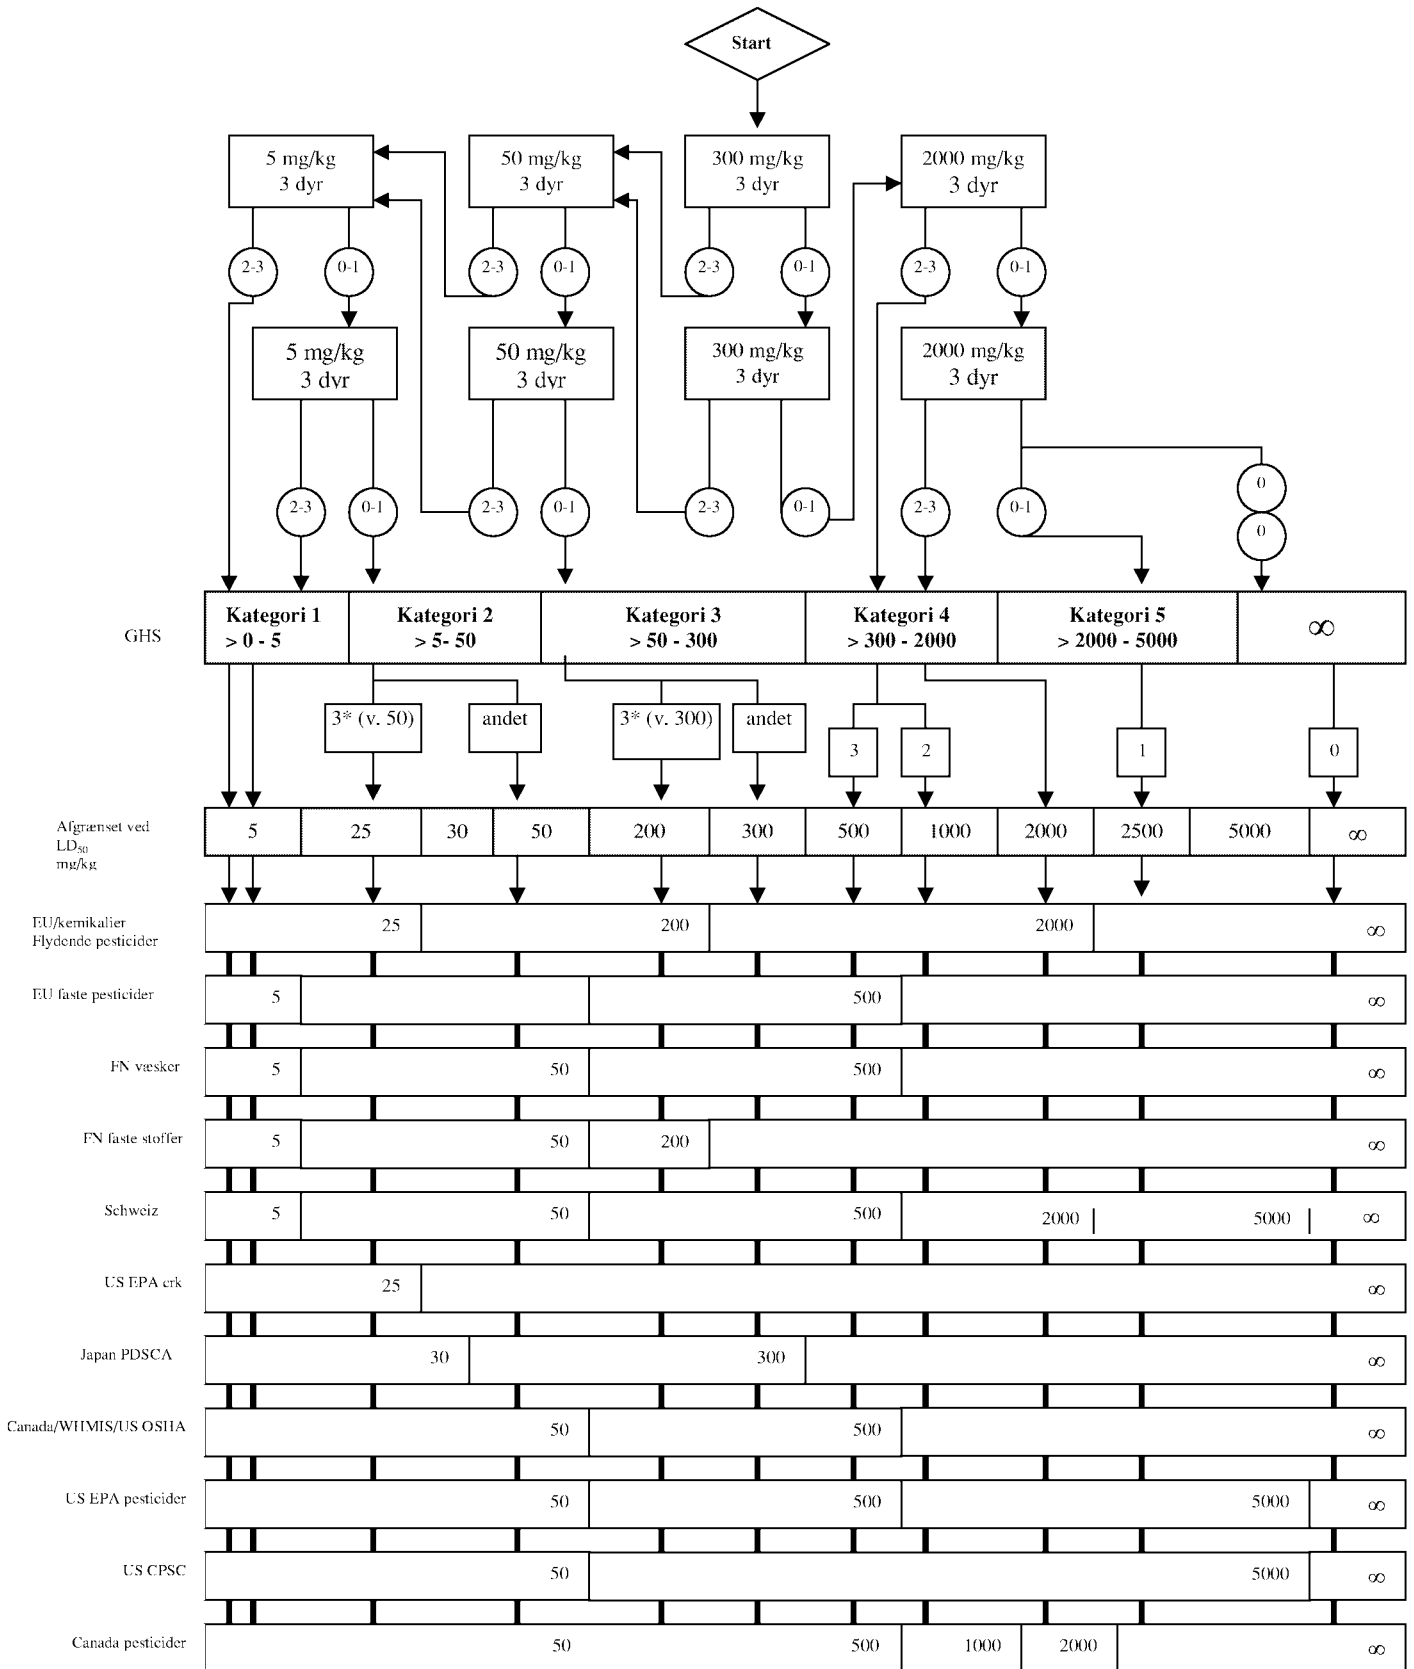 Start
5 mg/kg
3 dyr
50 mg/kg
3 dyr
300 mg/kg
3 dyr
2000 mg/kg
3 dyr
2-3
0-1
2-3
0-1
2-3
0-1
2-3
0-1
5 mg/kg
3 dyr
50 mg/kg
3 dyr
300 mg/kg
3 dyr
2000 mg/kg
3 dyr
2-3
0-1
2-3
0-1
2-3
0-1
2-3
0-1
0
0
GHS
Kategori 1
> 0 - 5
Kategori 2
> 5- 50
Kategori 3
> 50 - 300
Kategori 4
> 300 - 2000
Kategori 5
> 2000 - 5000
∞
3* (v. 50)
andet
3* (v. 300)
andet
3
2
1
0
Afgrænset ved
LD50
mg/kg
5
25
30
50
200
300
500
1000
2000
2500
5000
∞
EU/kemikalier
Flydende pesticider
25
200
2000
∞
EU faste pesticider
5
500
∞
FN væsker
5
50
500
∞
FN faste stoffer
5
50
200
∞
Schweiz
5
50
500
2000
5000
∞
US EPA crk
25
∞
Japan PDSCA
30
300
∞
Canada/WHMIS/US OSHA
50
500
∞
US EPA pesticider
50
500
5000
∞
US CPSC
50
5000
∞
Canada pesticider
50
500
1000
2000
∞